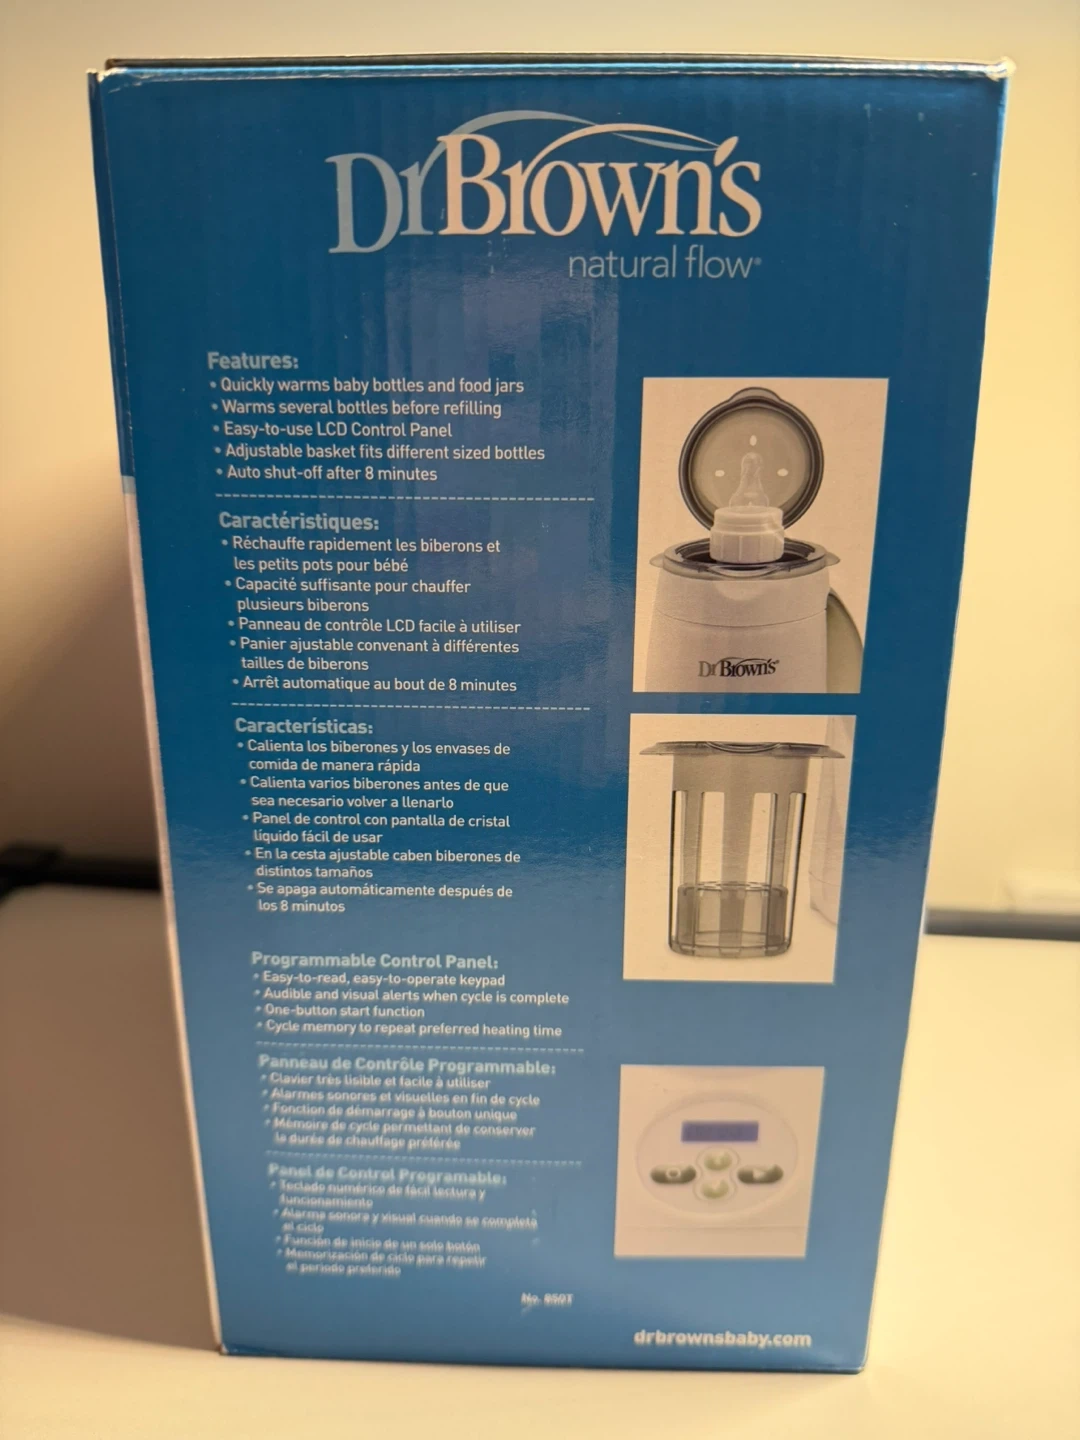 Dr Brown's
natural flow®
Features:
• Quickly warms baby bottles and food jars
• Warms several bottles before refilling
• Easy-to-use LCD Control Panel
• Adjustable basket fits different sized bottles
• Auto shut-off after 8 minutes
Caractéristiques:
• Réchauffe rapidement les biberons et
les petits pots pour bébé
• Capacité suffisante pour chauffer
plusieurs biberons
• Panneau de contrôle LCD facile à utiliser
• Panier ajustable convenant à différentes
tailles de biberons
• Arrêt automatique au bout de 8 minutes
Características:
• Calienta los biberones y los envases de
comida de manera rápida
• Calienta varios biberones antes de que
sea necesario volver a llenarlo
• Panel de control con pantalla de cristal
líquido fácil de usar
• En la cesta ajustable caben biberones de
distintos tamaños
• Se apaga automáticamente después de
los 8 minutos
Dr Brown's®
Programmable Control Panel:
• Easy-to-read, easy-to-operate keypad
• Audible and visual alerts when cycle is complete
• One-button start function
• Cycle memory to repeat preferred heating time
Panneau de Contrôle Programmable:
• Clavier très lisible et facile à utiliser
• Alarmes sonores et visuelles en fin de cycle
• Fonction de démarrage à bouton unique
• Mémoire de cycle permettant de conserver
la durée de chauffage préférée
Panel de Control Programable:
• Teclado numérico de fácil lectura y
funcionamiento
• Alarma sonora y visual cuando se completa
el ciclo
• Función de inicio de un solo botón
• Memorización de ciclo para repetir
el periodo preferido
No.
drbrownsbaby.com